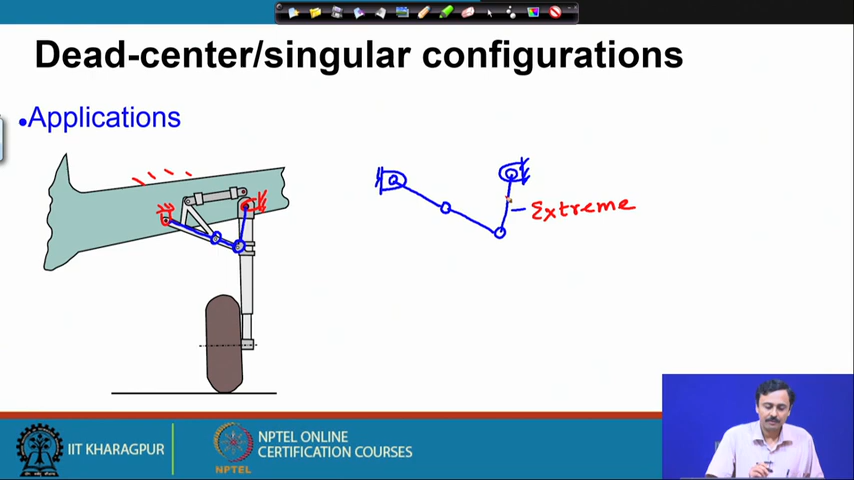 Dead-center/singular configurations
•Applications
Extreme
IIT KHARAGPUR
NPTEL
NPTEL ONLINE
CERTIFICATION COURSES